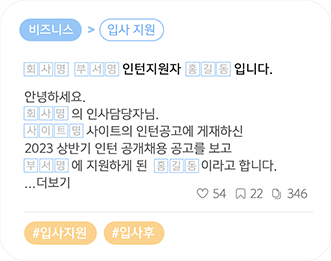 비즈니스 > 입사 지원
회사명 부서명 인턴지원자 홍길동 입니다.
안녕하세요.
회사명 의 인사담당자님.
사이트명 사이트의 인턴공고에 게재하신
2023 상반기 인턴 공개채용 공고를 보고
부서명 에 지원하게 된 홍길동 이라고 합니다.
...더보기
54 22 346
#입사지원 #입사후